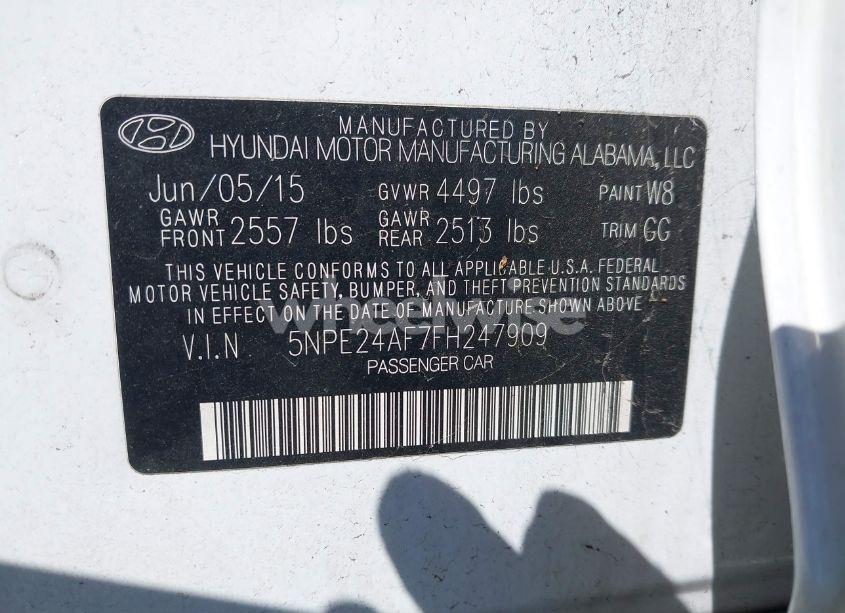 MANUFACTURED BY
HYUNDAI MOTOR MANUFACTURING ALABAMA, LLC
Jun/05/15 GVWR 4497 lbs PAINT W8
GAWR FRONT 2557 lbs GAWR REAR 2513 lbs TRIM GG
THIS VEHICLE CONFORMS TO ALL APPLICABLE U.S.A. FEDERAL
MOTOR VEHICLE SAFETY, BUMPER, AND THEFT PREVENTION STANDARDS
IN EFFECT ON THE DATE OF MANUFACTURE SHOWN ABOVE.
wheelwise
V.I.N 5NPE24AF7FH247909
PASSENGER CAR